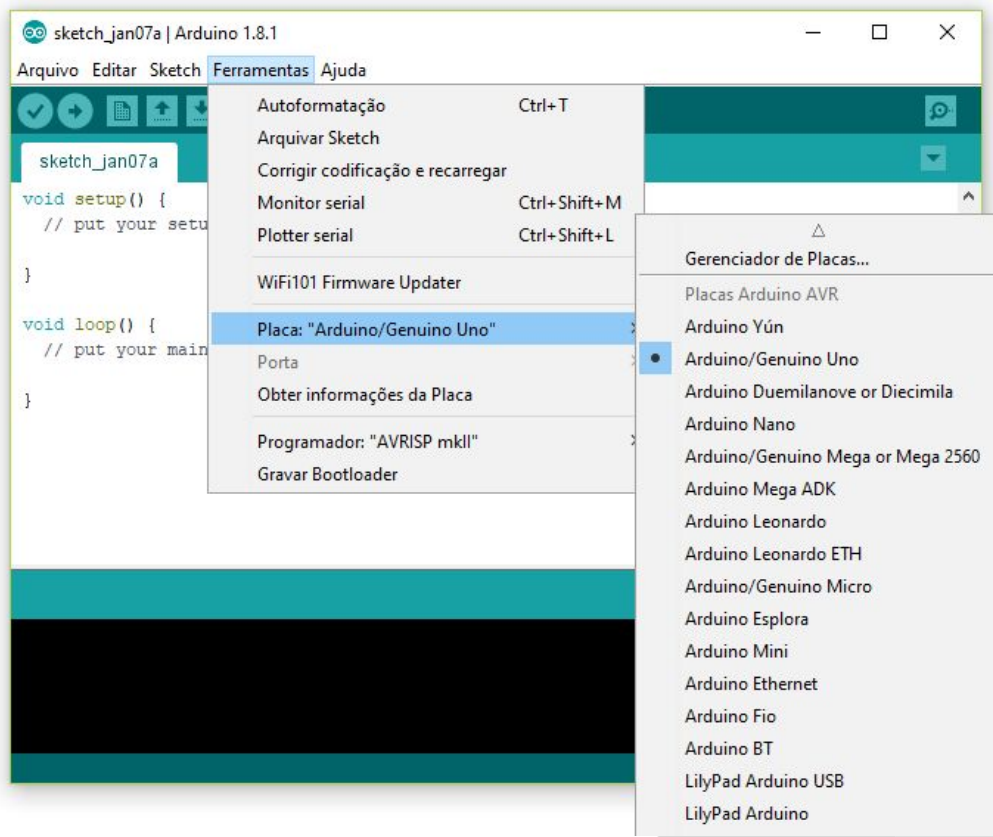 sketch_jan07a | Arduino 1.8.1
Arquivo Editar Sketch Ferramentas Ajuda
sketch_jan07a
void setup() {
// put your setu
}
void loop() {
// put your main
}
Autoformatação Ctrl+T
Arquivar Sketch
Corrigir codificação e recarregar
Monitor serial Ctrl+Shift+M
Plotter serial Ctrl+Shift+L
WiFi101 Firmware Updater
Placa: "Arduino/Genuino Uno"
Porta
Obter informações da Placa
Programador: "AVRISP mkII"
Gravar Bootloader
Gerenciador de Placas...
Placas Arduino AVR
Arduino Yún
Arduino/Genuino Uno
Arduino Duemilanove or Diecimila
Arduino Nano
Arduino/Genuino Mega or Mega 2560
Arduino Mega ADK
Arduino Leonardo
Arduino Leonardo ETH
Arduino/Genuino Micro
Arduino Esplora
Arduino Mini
Arduino Ethernet
Arduino Fio
Arduino BT
LilyPad Arduino USB
LilyPad Arduino